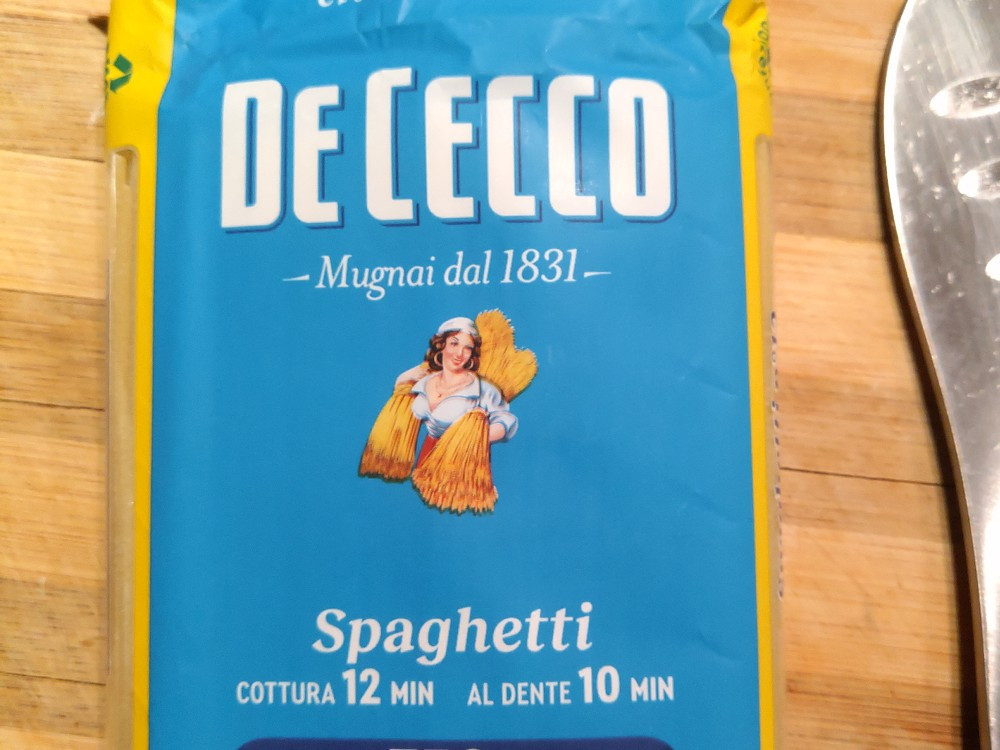 DE CECCO
Mugnai dal 1831
Spaghetti
COTTURA 12 MIN AL DENTE 10 MIN